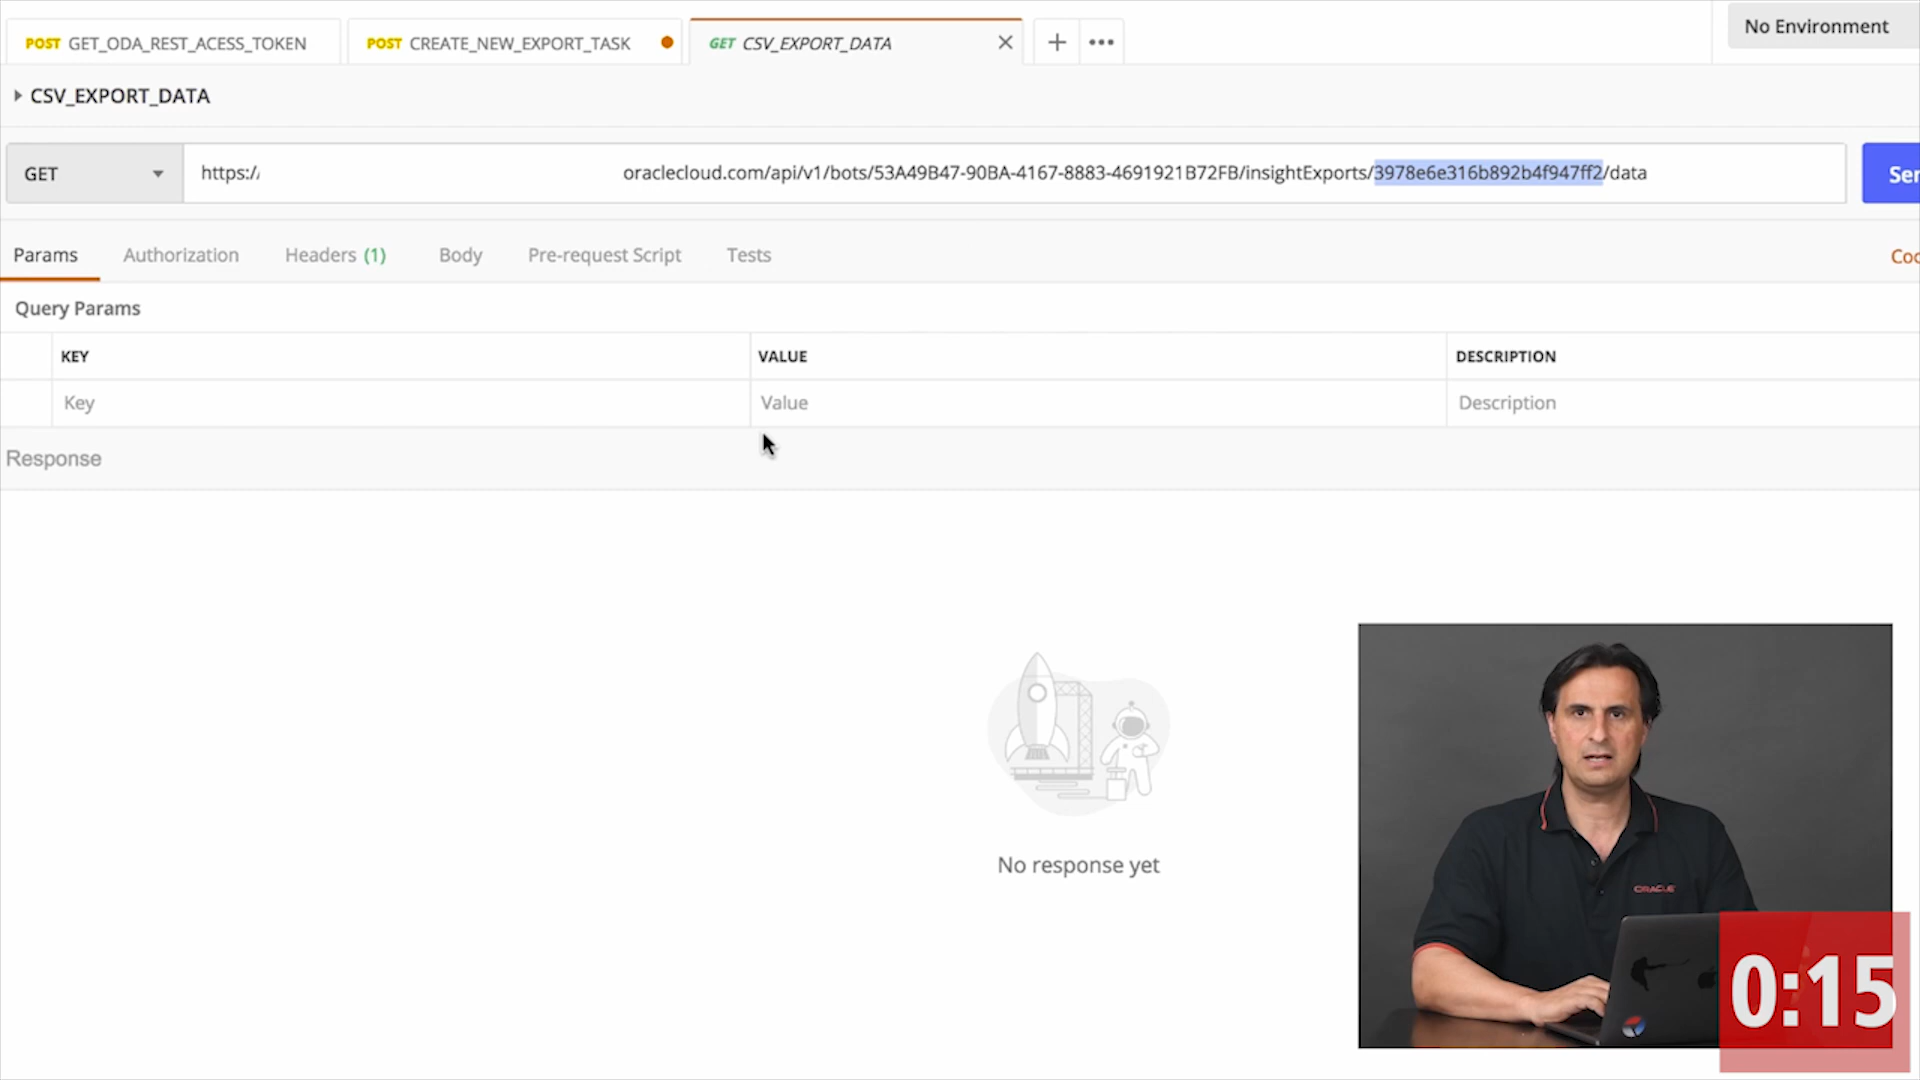 POST GET_ODA_REST_ACESS_TOKEN
POST CREATE_NEW_EXPORT_TASK
GET CSV_EXPORT_DATA
No Environment
CSV_EXPORT_DATA
GET
https:/
oraclecloud.com/api/v1/bots/53A49B47-90BA-4167-8883-4691921B72FB/insightExports/3978e6e316b892b4f947ff2/data
Params
Authorization
Headers (1)
Body
Pre-request Script
Tests
Query Params
KEY
VALUE
DESCRIPTION
Key
Value
Description
Response
No response yet
ORACLE
0:15